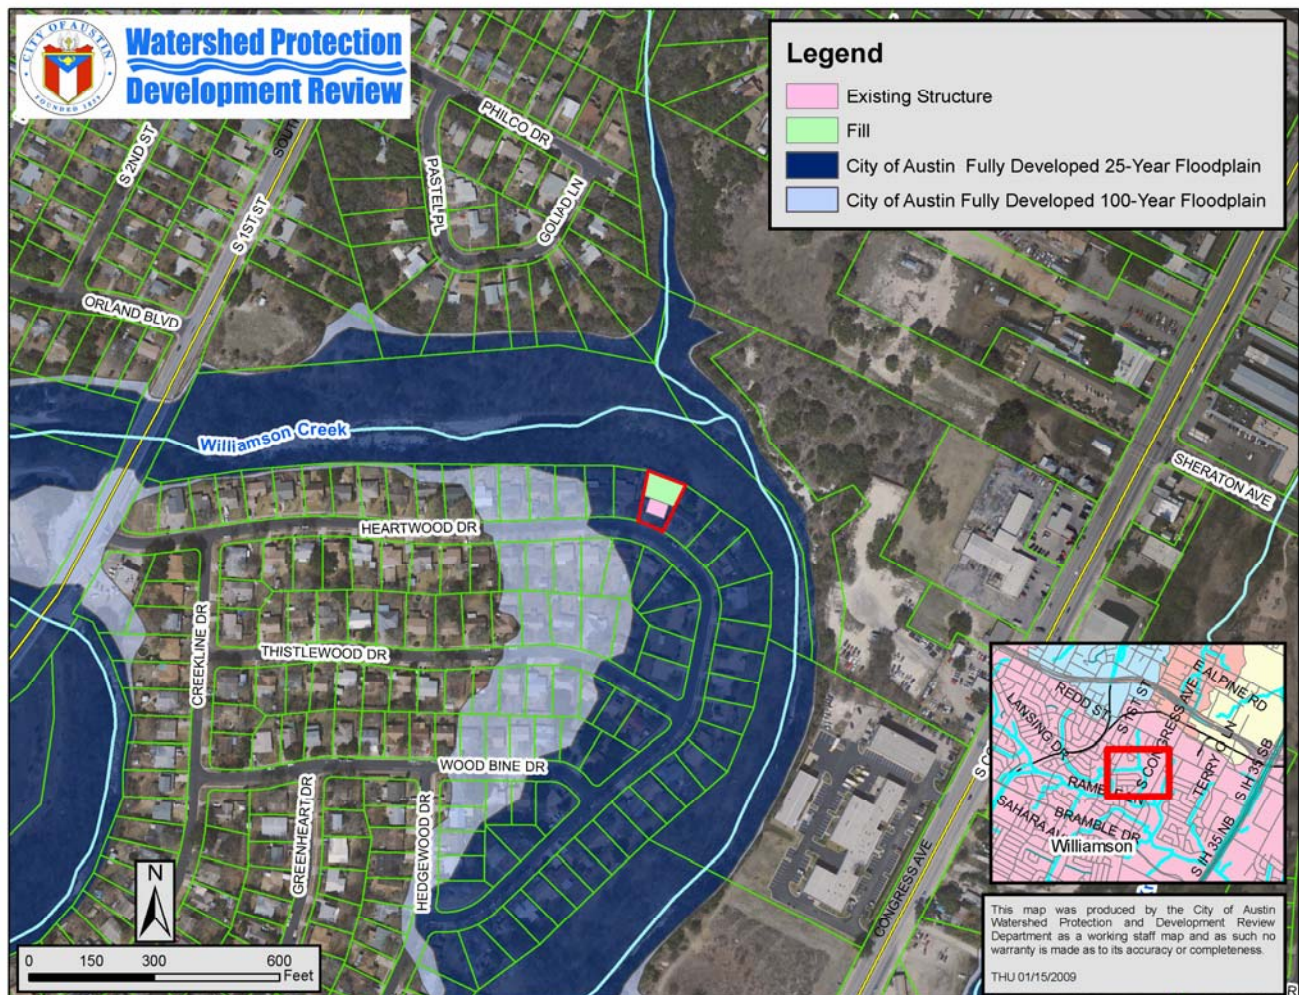 CITY OF AUSTIN
FOUNDED 1839
Watershed Protection
Development Review
Legend
Existing Structure
Fill
City of Austin Fully Developed 25-Year Floodplain
City of Austin Fully Developed 100-Year Floodplain
PHILCO DR
S 2ND ST
SOUTH
PASTEL PL
GOLIAD LN
S 1ST ST
ORLAND BLVD
Williamson Creek
SHERATON AVE
HEARTWOOD DR
CREEKLINE DR
THISTLEWOOD DR
WOOD BINE DR
GREENHEART DR
HEDGEWOOD DR
CONGRESS AVE
E ALPINE RD
REDD ST
S 1ST ST
S CONGRESS AVE
LANSING DR
TERRY O LN
S IH 35 SB
BRAMBLE DR
Williamson
S IH 35 NB
N
0 150 300 600
Feet
This map was produced by the City of Austin
Watershed Protection and Development Review
Department as a working staff map and as such no
warranty is made as to its accuracy or completeness.
THU 01/15/2009